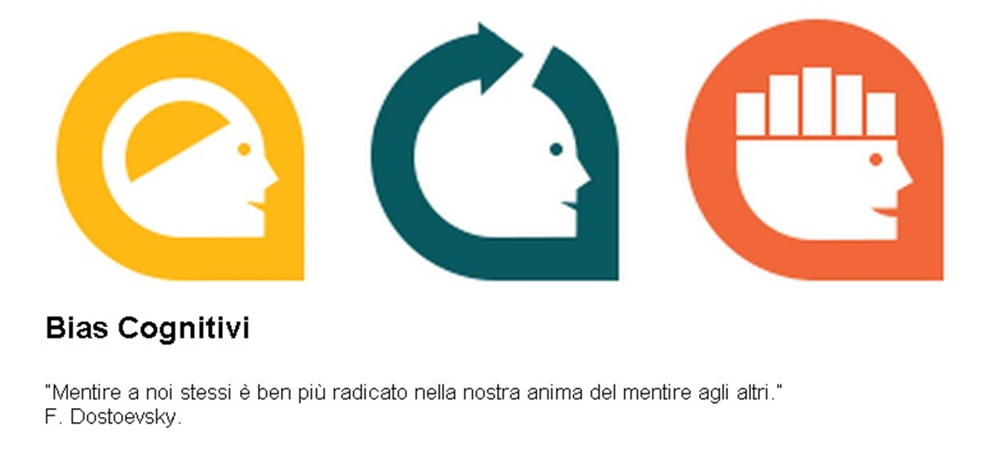 Bias Cognitivi
"Mentire a noi stessi è ben più radicato nella nostra anima del mentire agli altri."
F. Dostoevsky.